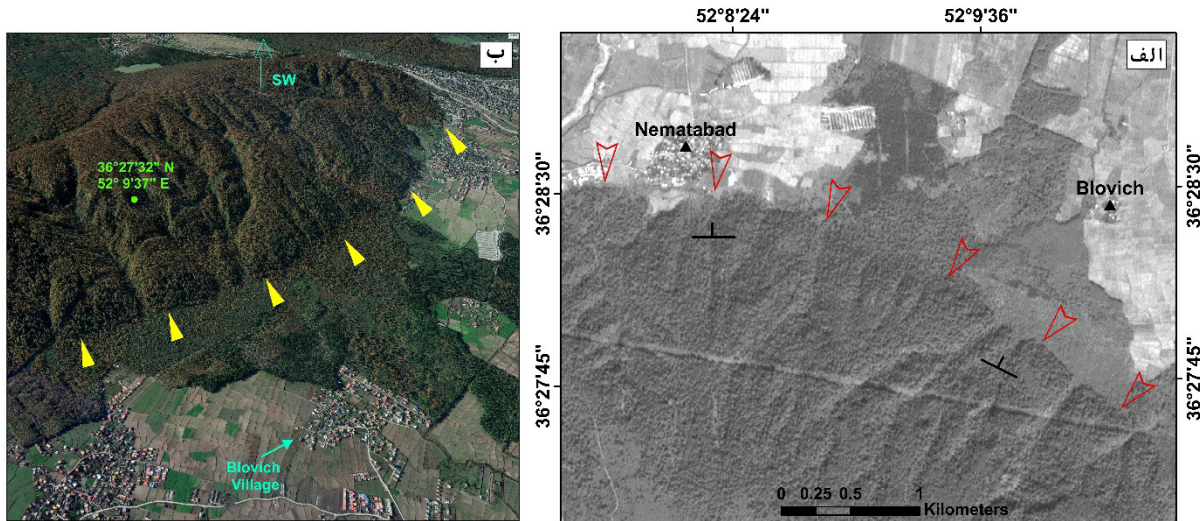 ب
SW
36°27'32" N
52° 9'37" E
Blovich
Village
52°8'24"
52°9'36"
الف
Nematabad
Blovich
36°28'30"
36°27'45"
36°28'30"
36°27'45"
0 0.25 0.5 1
Kilometers